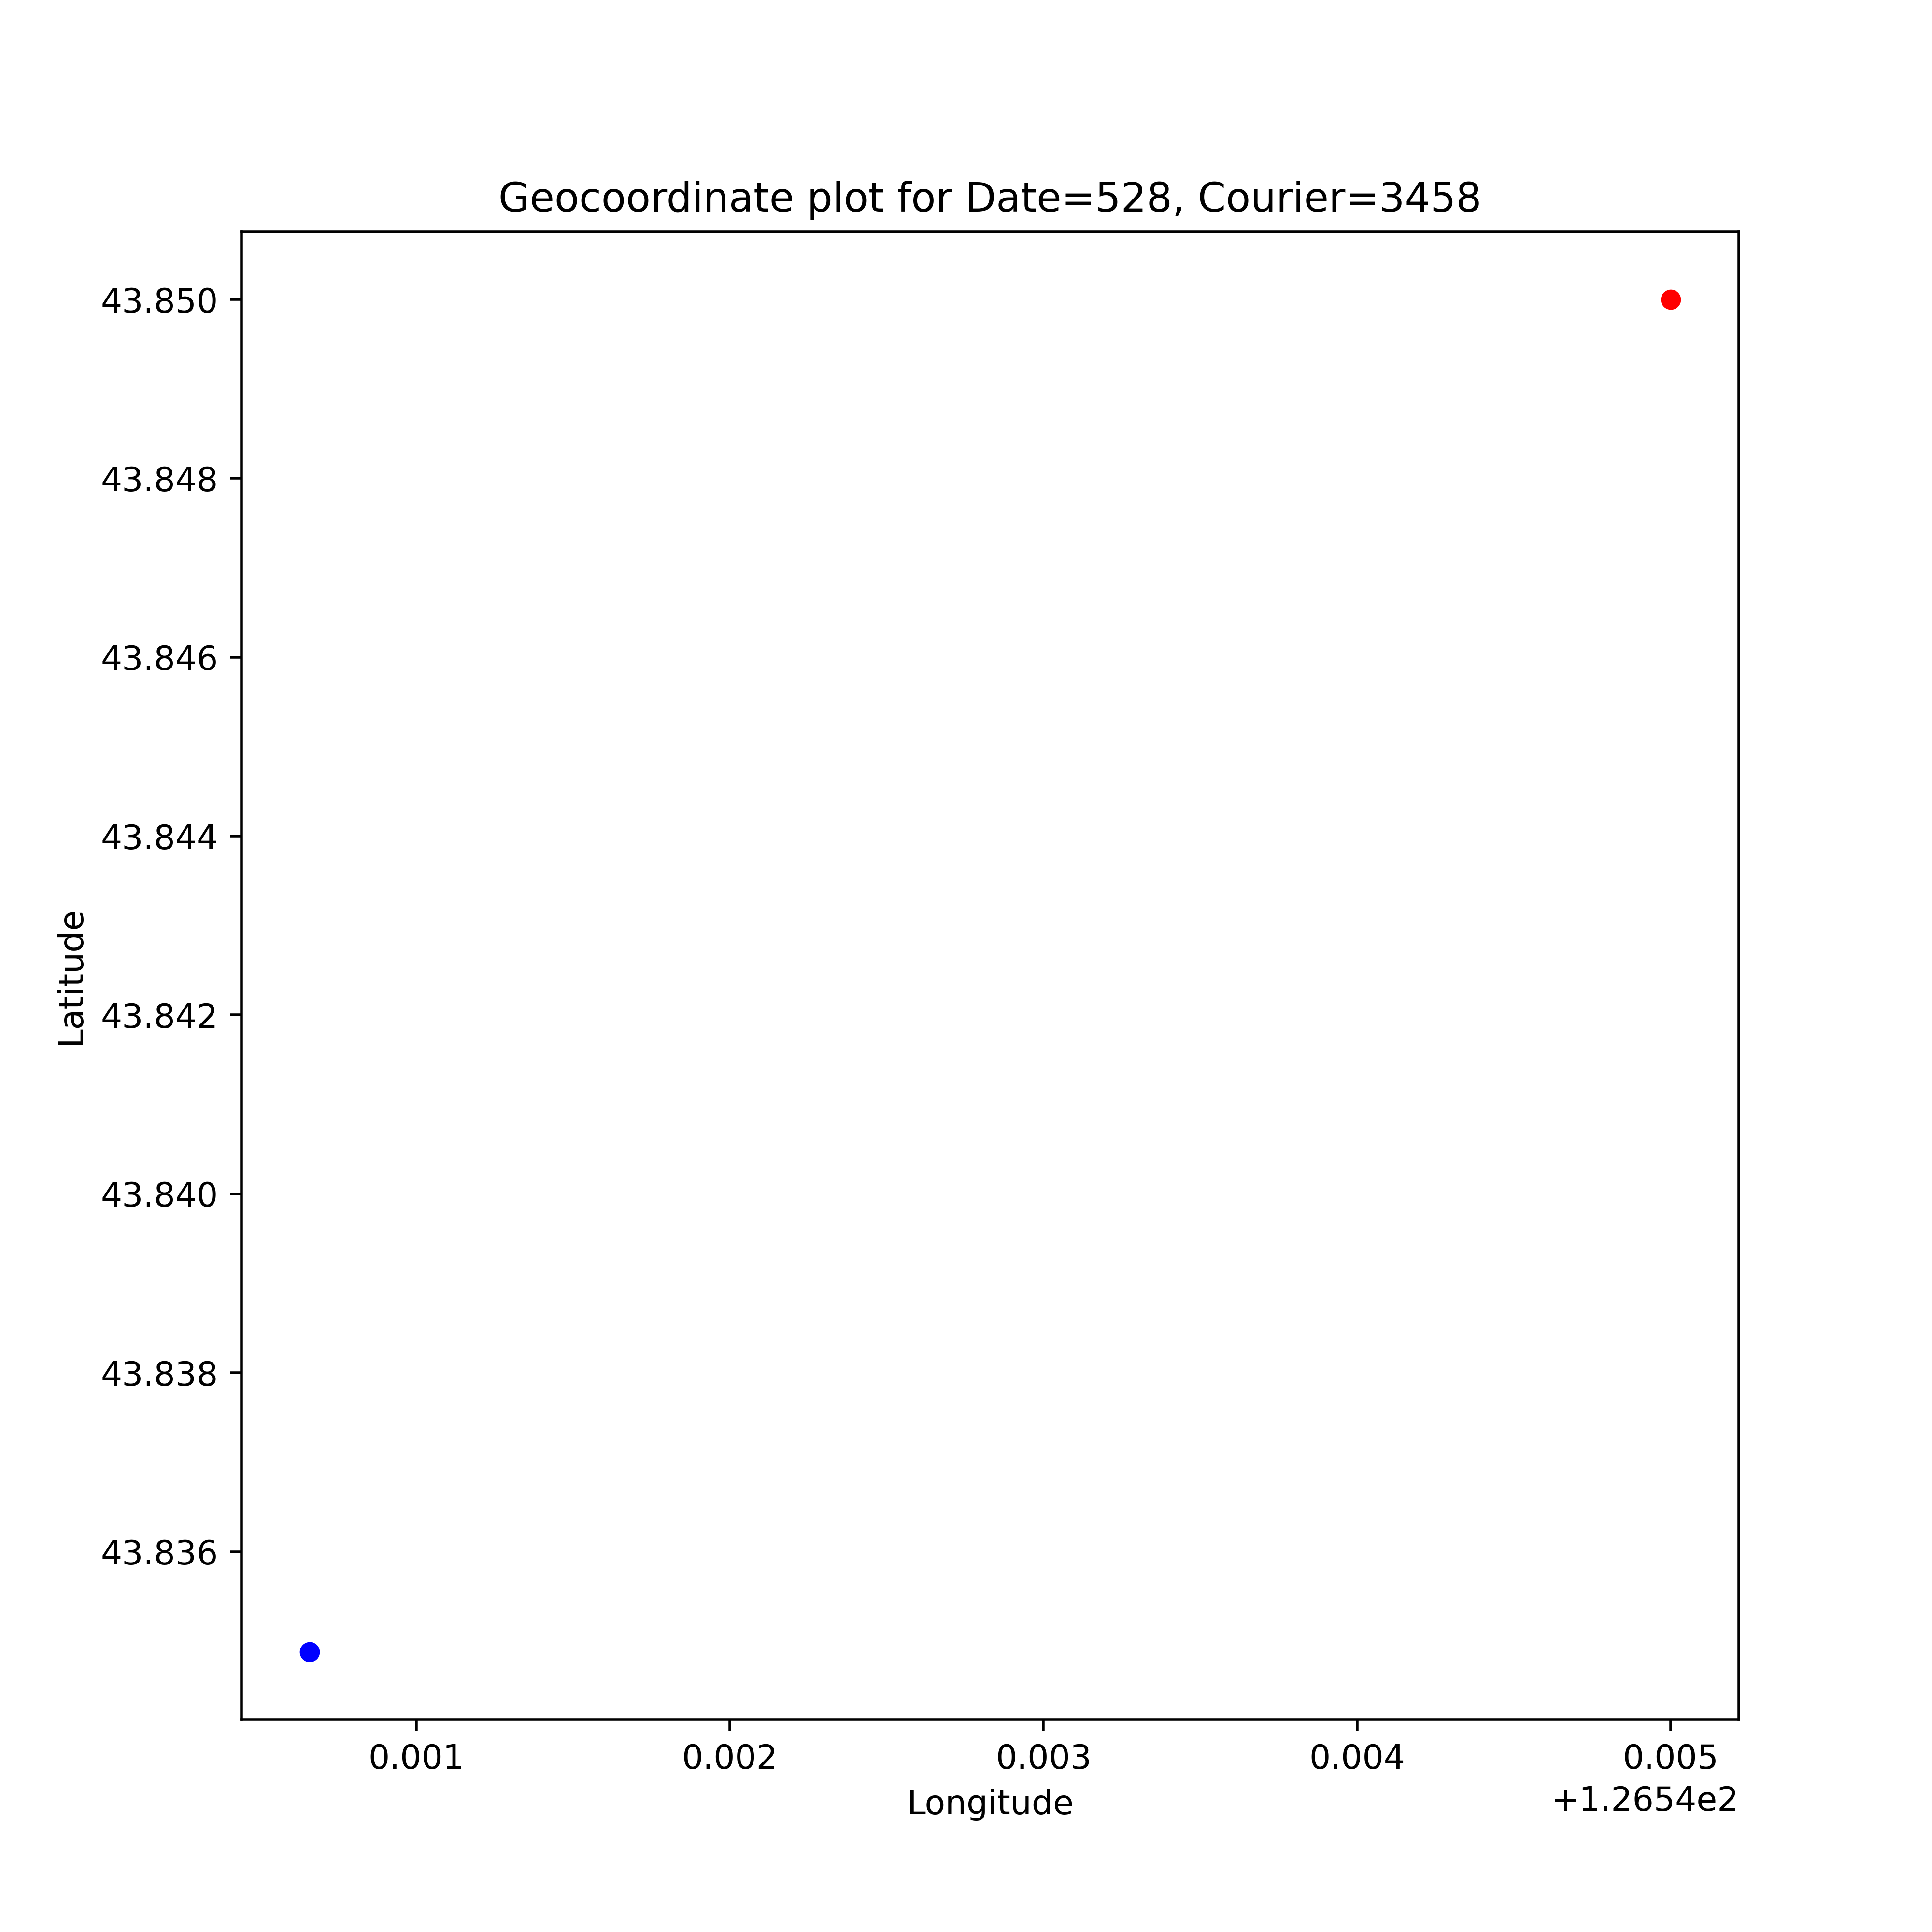 Geocoordinate plot for Date=528, Courier=3458
43.850
43.848
43.846
43.844
43.842
43.840
43.838
43.836
Latitude
0.001 0.002 0.003 0.004 0.005
Longitude
+1.2654e2